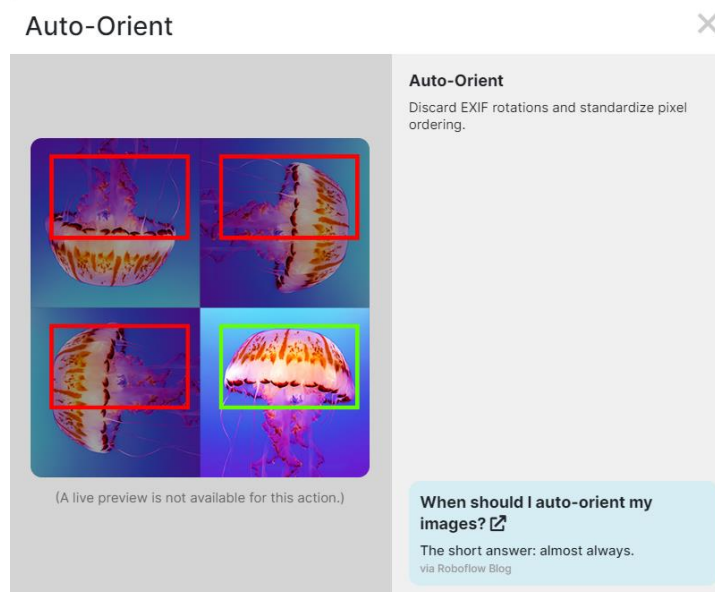 Auto-Orient
Auto-Orient
Discard EXIF rotations and standardize pixel
ordering.
(A live preview is not available for this action.)
When should I auto-orient my
images?
The short answer: almost always.
via Roboflow Blog